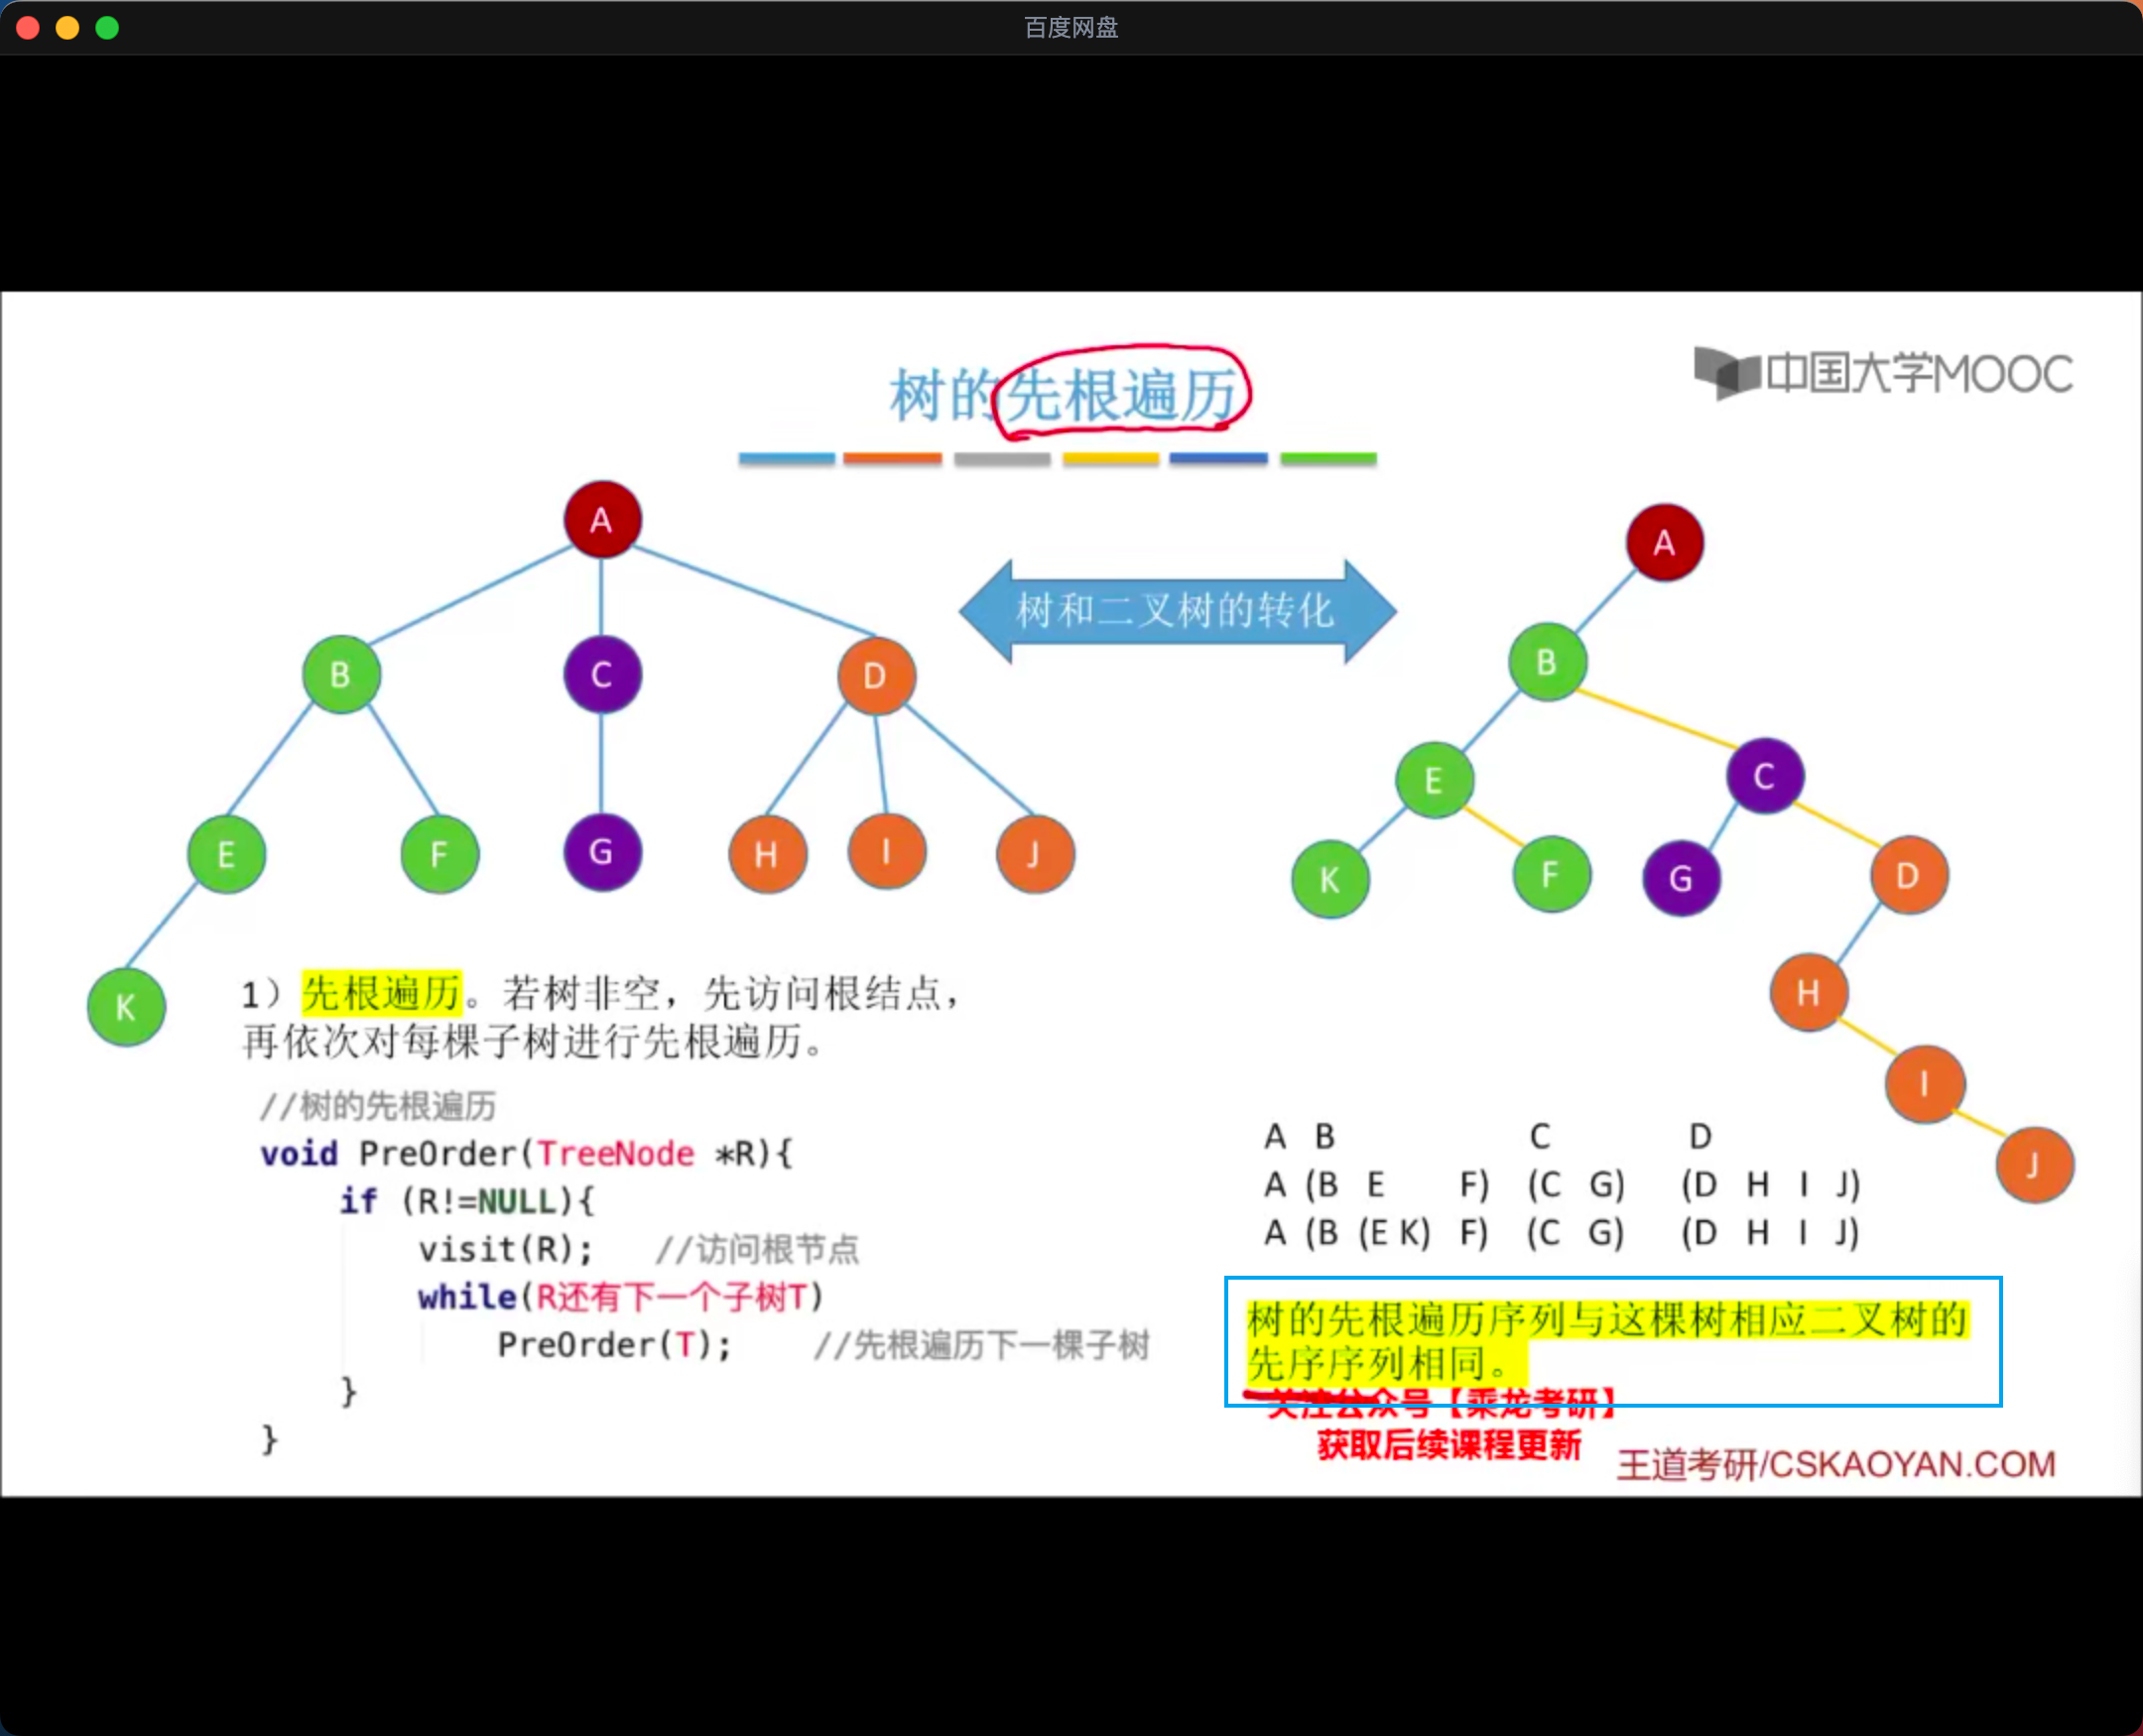 百度网盘
树的先根遍历
中国大学MOOC
A
B
C
D
E
F
G
H
I
J
K
树和二叉树的转化
A
B
E
C
K
F
G
D
H
I
J
1）先根遍历。若树非空，先访问根结点，
再依次对每棵子树进行先根遍历。
//树的先根遍历
void PreOrder(TreeNode *R){
if (R!=NULL){
visit(R); //访问根节点
while(R还有下一个子树T)
PreOrder(T); //先根遍历下一棵子树
}
}
A B C D
A (B E F) (C G) (D H I J)
A (B (E K) F) (C G) (D H I J)
树的先根遍历序列与这棵树相应二叉树的
先序序列相同。
关注公众号【乘龙考研】
获取后续课程更新
王道考研/CSKAOYAN.COM